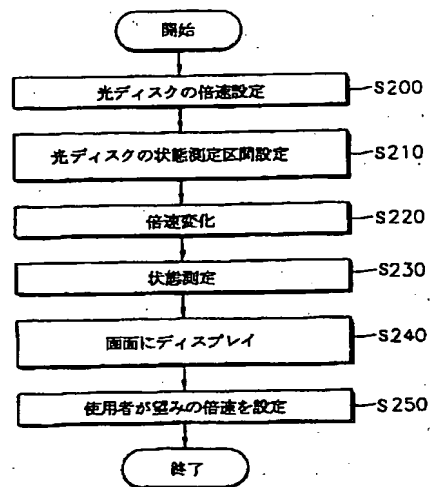 開始
光ディスクの倍速設定 S200
光ディスクの状態測定区間設定 S210
倍速変化 S220
状態測定 S230
画面にディスプレイ S240
使用者が望みの倍速を設定 S250
終了